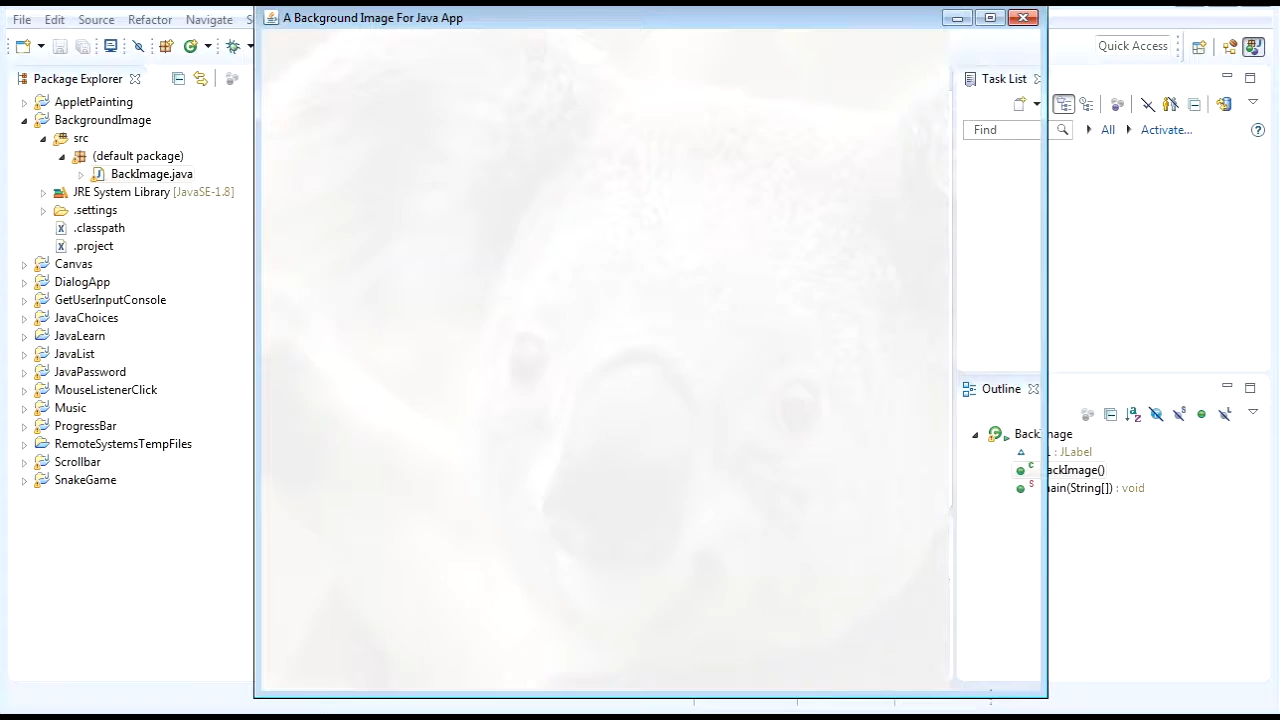 File Edit Source Refactor Navigate
A Background Image For Java App
Quick Access
Package Explorer
AppletPainting
BackgroundImage
src
(default package)
BackImage.java
JRE System Library [JavaSE-1.8]
.settings
.classpath
.project
Canvas
DialogApp
GetUserInputConsole
JavaChoices
JavaLearn
JavaList
JavaPassword
MouseListenerClick
Music
ProgressBar
RemoteSystemsTempFiles
Scrollbar
SnakeGame
Task List
Find All Activate...
Outline
: JLabel
ackImage()
ain(String[]) : void